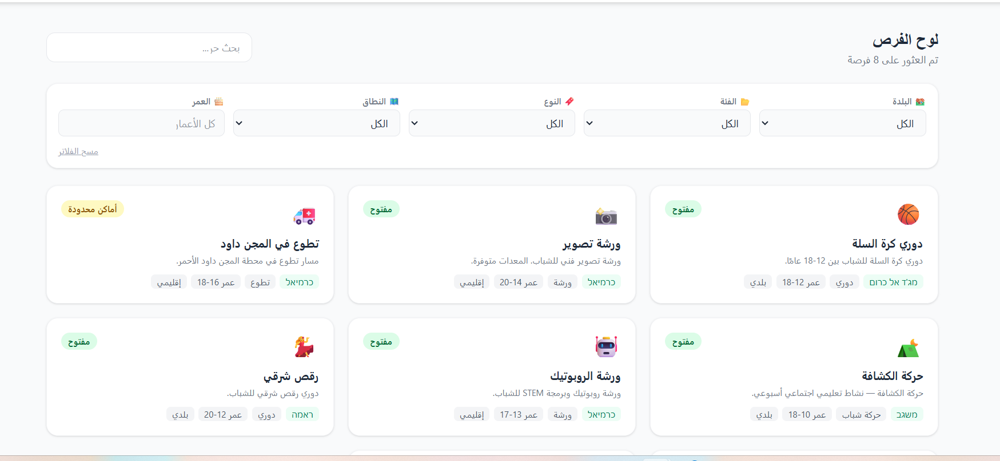 لوح الفرص
تم العثور على 8 فرصة
بحث حر...
البلدة
الفئة
النوع
النطاق
العمر
الكل
الكل
الكل
الكل
كل الأعمار
مسح الفلاتر
مفتوح
دوري كرة السلة
دوري كرة السلة للشباب بين 12-18 عامًا.
מג'ד אל כרום
دوري
عمر 12-18
بلدي
مفتوح
ورشة تصوير
ورشة تصوير فني للشباب. المعدات متوفرة.
כרמיאל
ورشة
عمر 14-20
إقليمي
أماكن محدودة
تطوع في المجن داود
مسار تطوع في محطة المجن داود الأحمر.
כרמיאל
تطوع
عمر 16-18
إقليمي
مفتوح
حركة الكشافة
حركة الكشافة — نشاط تعليمي اجتماعي أسبوعي.
משגב
حركة شباب
عمر 10-18
بلدي
مفتوح
ورشة الروبوتيك
ورشة روبوتيك وبرمجة STEM للشباب.
כרמיאל
ورشة
عمر 13-17
إقليمي
مفتوح
رقص شرقي
دوري رقص شرقي للشباب.
ראמה
دوري
عمر 12-20
بلدي